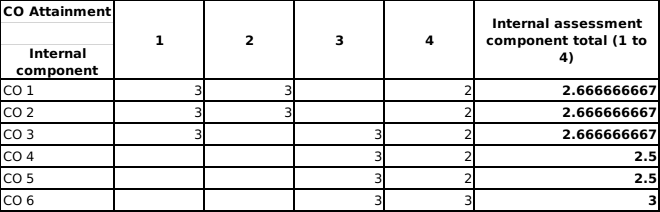 CO Attainment
Internal component
1 2 3 4
Internal assessment
component total (1 to
4)
CO 1 3 3 2 2.666666667
CO 2 3 3 2 2.666666667
CO 3 3 3 2 2.666666667
CO 4 3 2 2.5
CO 5 3 2 2.5
CO 6 3 3 3